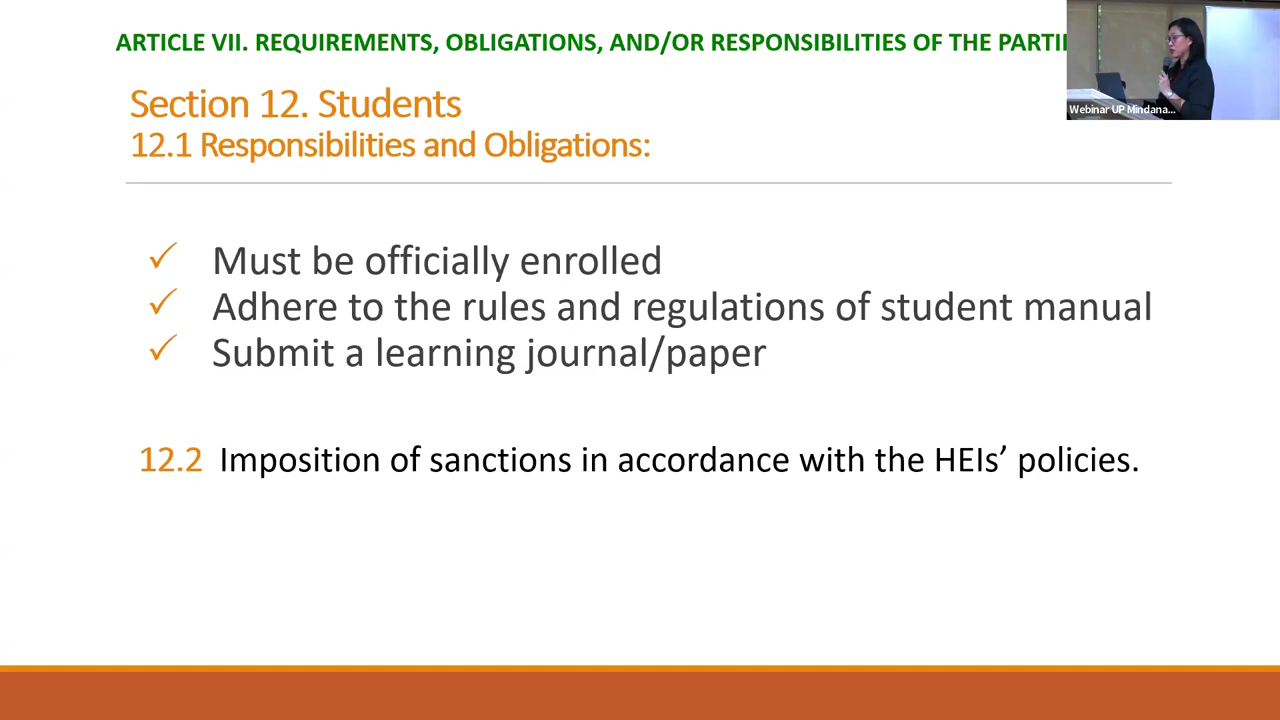 ARTICLE VII. REQUIREMENTS, OBLIGATIONS, AND/OR RESPONSIBILITIES OF THE
Webinar UP Mindana...
Section 12. Students
12.1 Responsibilities and Obligations:
✓ Must be officially enrolled
✓ Adhere to the rules and regulations of student manual
✓ Submit a learning journal/paper
12.2 Imposition of sanctions in accordance with the HEIs’ policies.